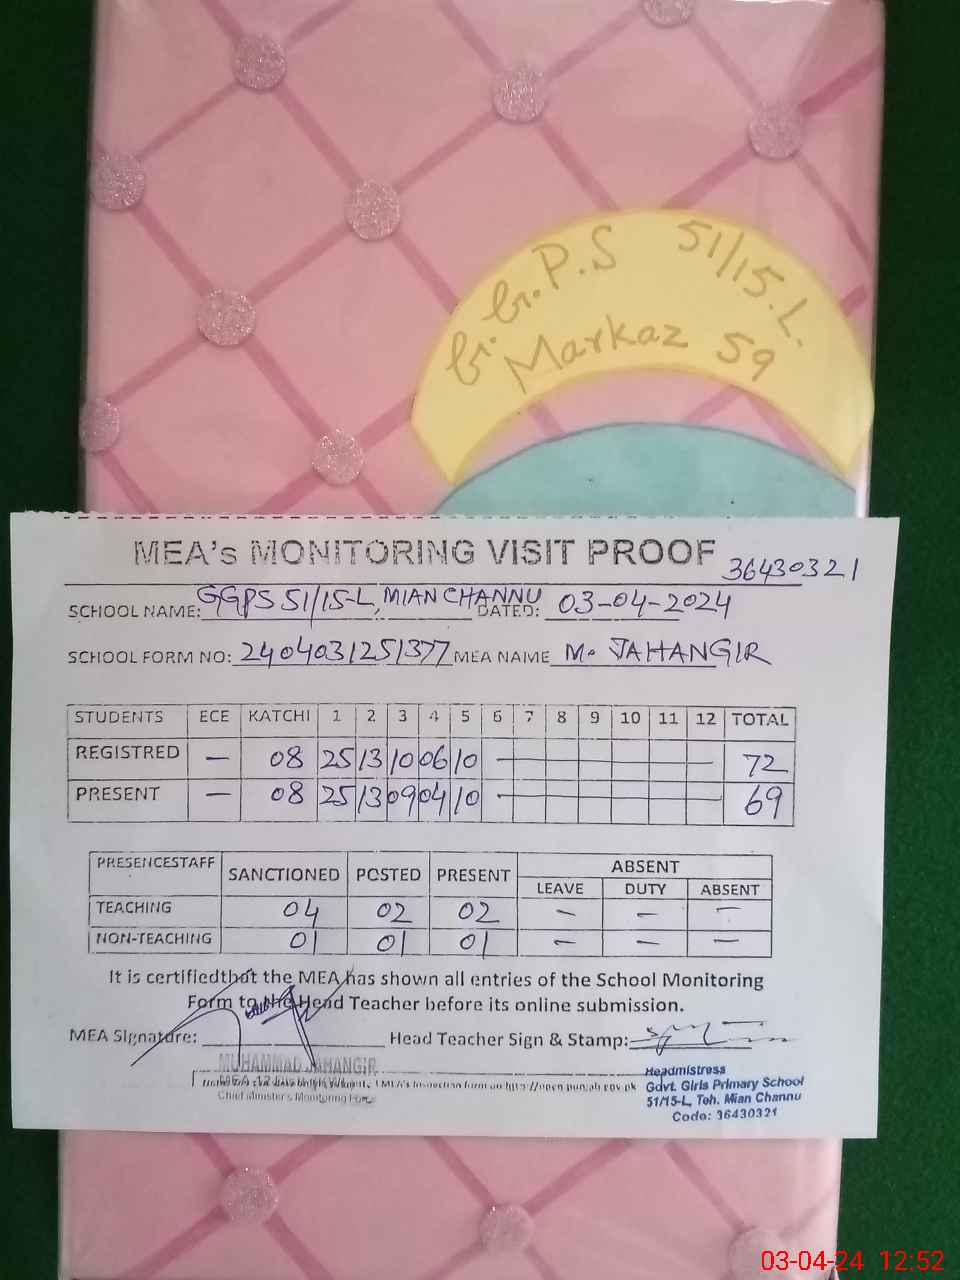 G.G.P.S 51/15.L.
Markaz 59
MEA's MONITORING VISIT PROOF 36430321
SCHOOL NAME: GGPS 51/15-L, MIAN CHANNU DATED: 03-04-2024
SCHOOL FORM NO: 2404031251377 MEA NAME M. JAHANGIR
STUDENTS ECE KATCHI 1 2 3 4 5 6 7 8 9 10 11 12 TOTAL
REGISTRED — 08 25 13 10 06 10 — 72
PRESENT — 08 25 13 09 04 10 — 69
PRESENCESTAFF SANCTIONED POSTED PRESENT ABSENT
LEAVE DUTY ABSENT
TEACHING 04 02 02 — — —
NON-TEACHING 01 01 01 — — —
It is certifiedthat the MEA has shown all entries of the School Monitoring
Form to the Head Teacher before its online submission.
MEA Signature: Head Teacher Sign & Stamp:
MUHAMMAD JAHANGIR
Chief Minister's Monitoring Force
Headmistress
Govt. Girls Primary School
51/15-L, Teh. Mian Channu
Code: 36430321
03-04-24 12:52